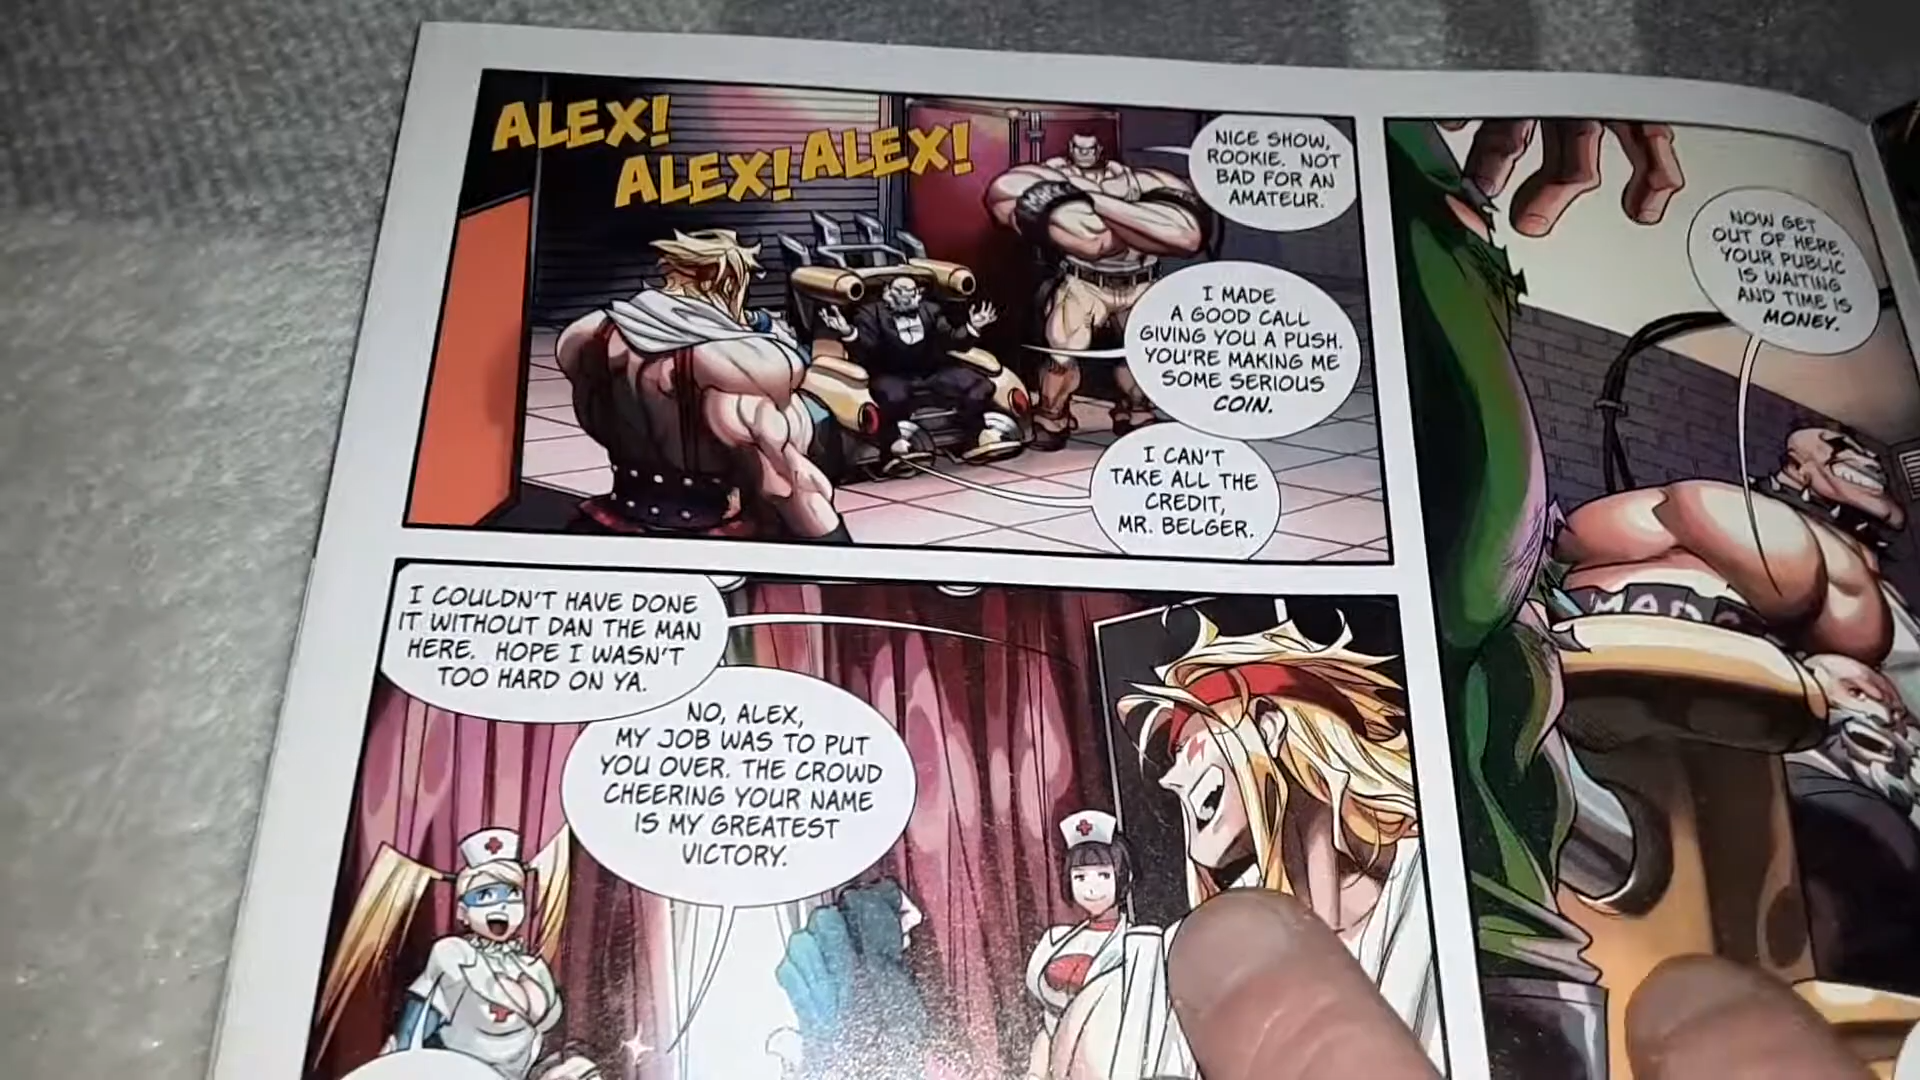 ALEX!
ALEX!
ALEX!
NICE SHOW,
ROOKIE. NOT
BAD FOR AN
AMATEUR.
I MADE
A GOOD CALL
GIVING YOU A PUSH.
YOU'RE MAKING ME
SOME SERIOUS
COIN.
I CAN'T
TAKE ALL THE
CREDIT,
MR. BELGER.
I COULDN'T HAVE DONE
IT WITHOUT DAN THE MAN
HERE. HOPE I WASN'T
TOO HARD ON YA.
NO, ALEX,
MY JOB WAS TO PUT
YOU OVER. THE CROWD
CHEERING YOUR NAME
IS MY GREATEST
VICTORY.
NOW GET
OUT OF HERE.
YOUR PUBLIC
IS WAITING
AND TIME IS
MONEY.